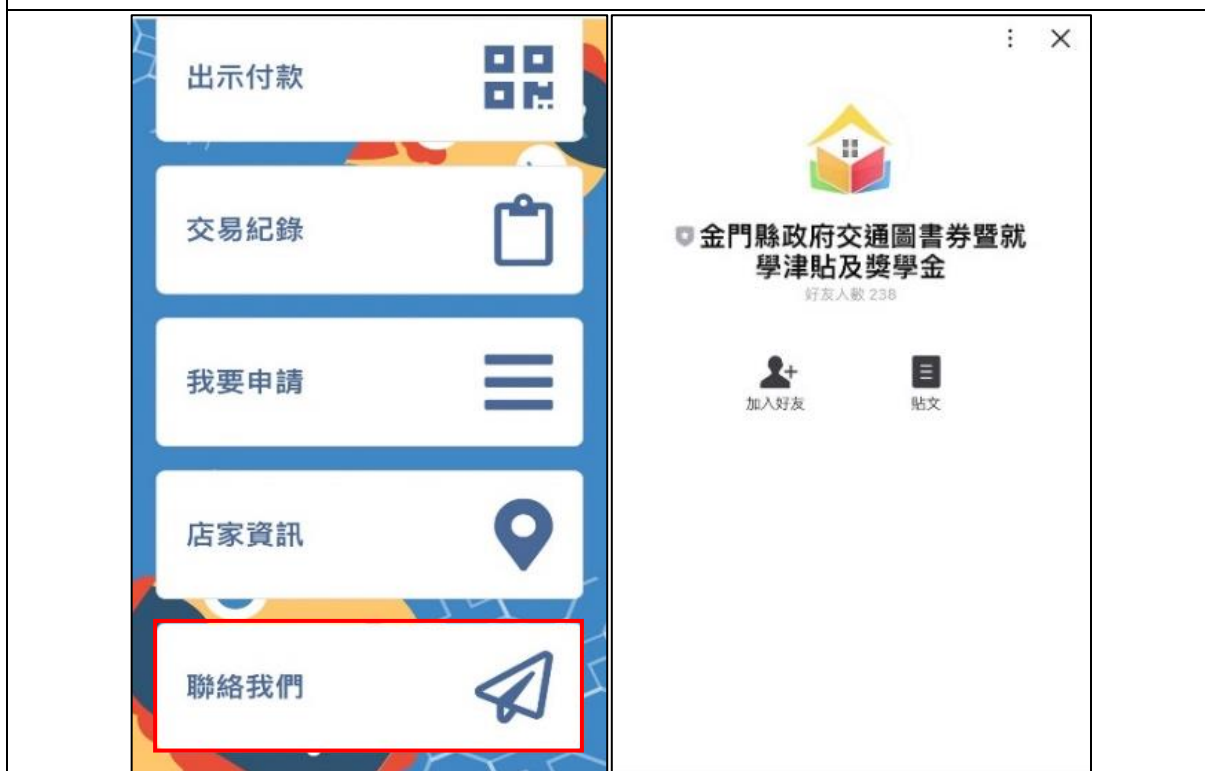 出示付款
交易紀錄
我要申請
店家資訊
聯絡我們
金門縣政府交通圖書券暨就
學津貼及獎學金
好友人數 238
加入好友
貼文